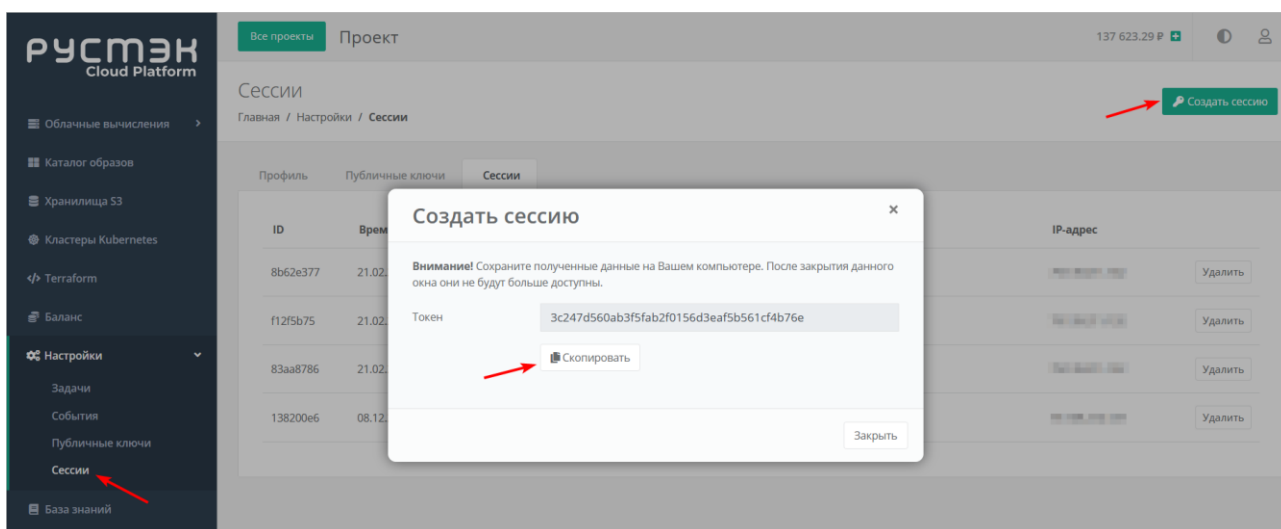 РУСТЭК
Cloud Platform
Облачные вычисления
Каталог образов
Хранилища S3
Кластеры Kubernetes
Terraform
Баланс
Настройки
Задачи
События
Публичные ключи
Сессии
База знаний
Все проекты Проект 137 623.29 ₽
Сессии
Главная / Настройки / Сессии
Создать сессию
Профиль Публичные ключи Сессии
ID Врем IP-адрес
8b62e377 21.02. Удалить
f12f5b75 21.02. Удалить
83aa8786 21.02. Удалить
138200e6 08.12. Удалить
Создать сессию ×
Внимание! Сохраните полученные данные на Вашем компьютере. После закрытия данного
окна они не будут больше доступны.
Токен 3c247d560ab3f5fab2f0156d3eaf5b561cf4b76e
Скопировать
Закрыть